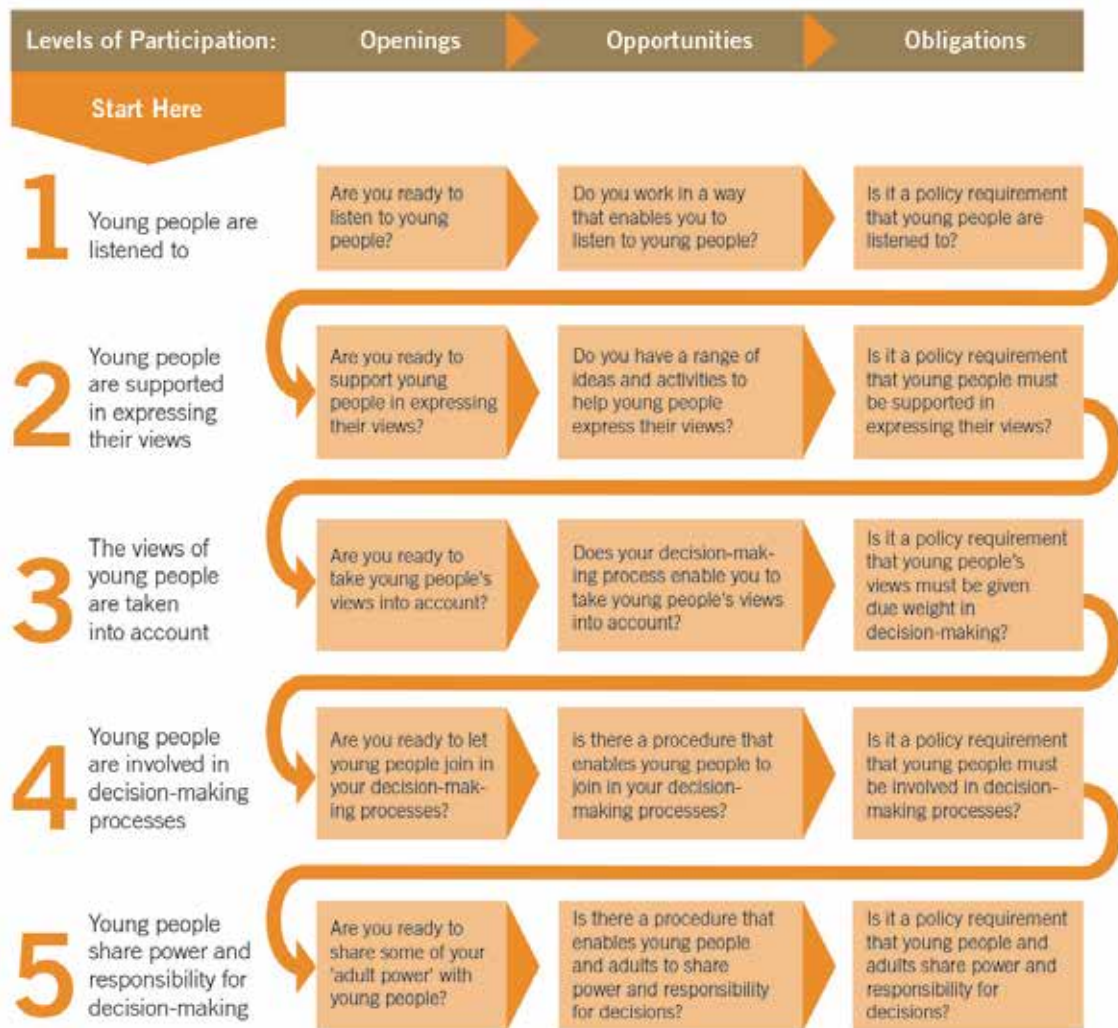 Levels of Participation:
Openings
Opportunities
Obligations
Start Here
1
Young people are
listened to
Are you ready to
listen to young
people?
Do you work in a way
that enables you to
listen to young people?
Is it a policy requirement
that young people are
listened to?
2
Young people
are supported
in expressing
their views
Are you ready to
support young
people in expressing
their views?
Do you have a range of
ideas and activities to
help young people
express their views?
Is it a policy requirement
that young people must
be supported in
expressing their views?
3
The views of
young people
are taken
into account
Are you ready to
take young people's
views into account?
Does your decision-mak-
ing process enable you to
take young people's views
into account?
Is it a policy requirement
that young people's
views must be given
due weight in
decision-making?
4
Young people
are involved in
decision-making
processes
Are you ready to let
young people join in
your decision-mak-
ing processes?
Is there a procedure that
enables young people to
join in your decision-
making processes?
Is it a policy requirement
that young people must
be involved in decision-
making processes?
5
Young people
share power and
responsibility for
decision-making
Are you ready to
share some of your
'adult power' with
young people?
Is there a procedure that
enables young people
and adults to share
power and responsibility
for decisions?
Is it a policy requirement
that young people and
adults share power and
responsibility for
decisions?